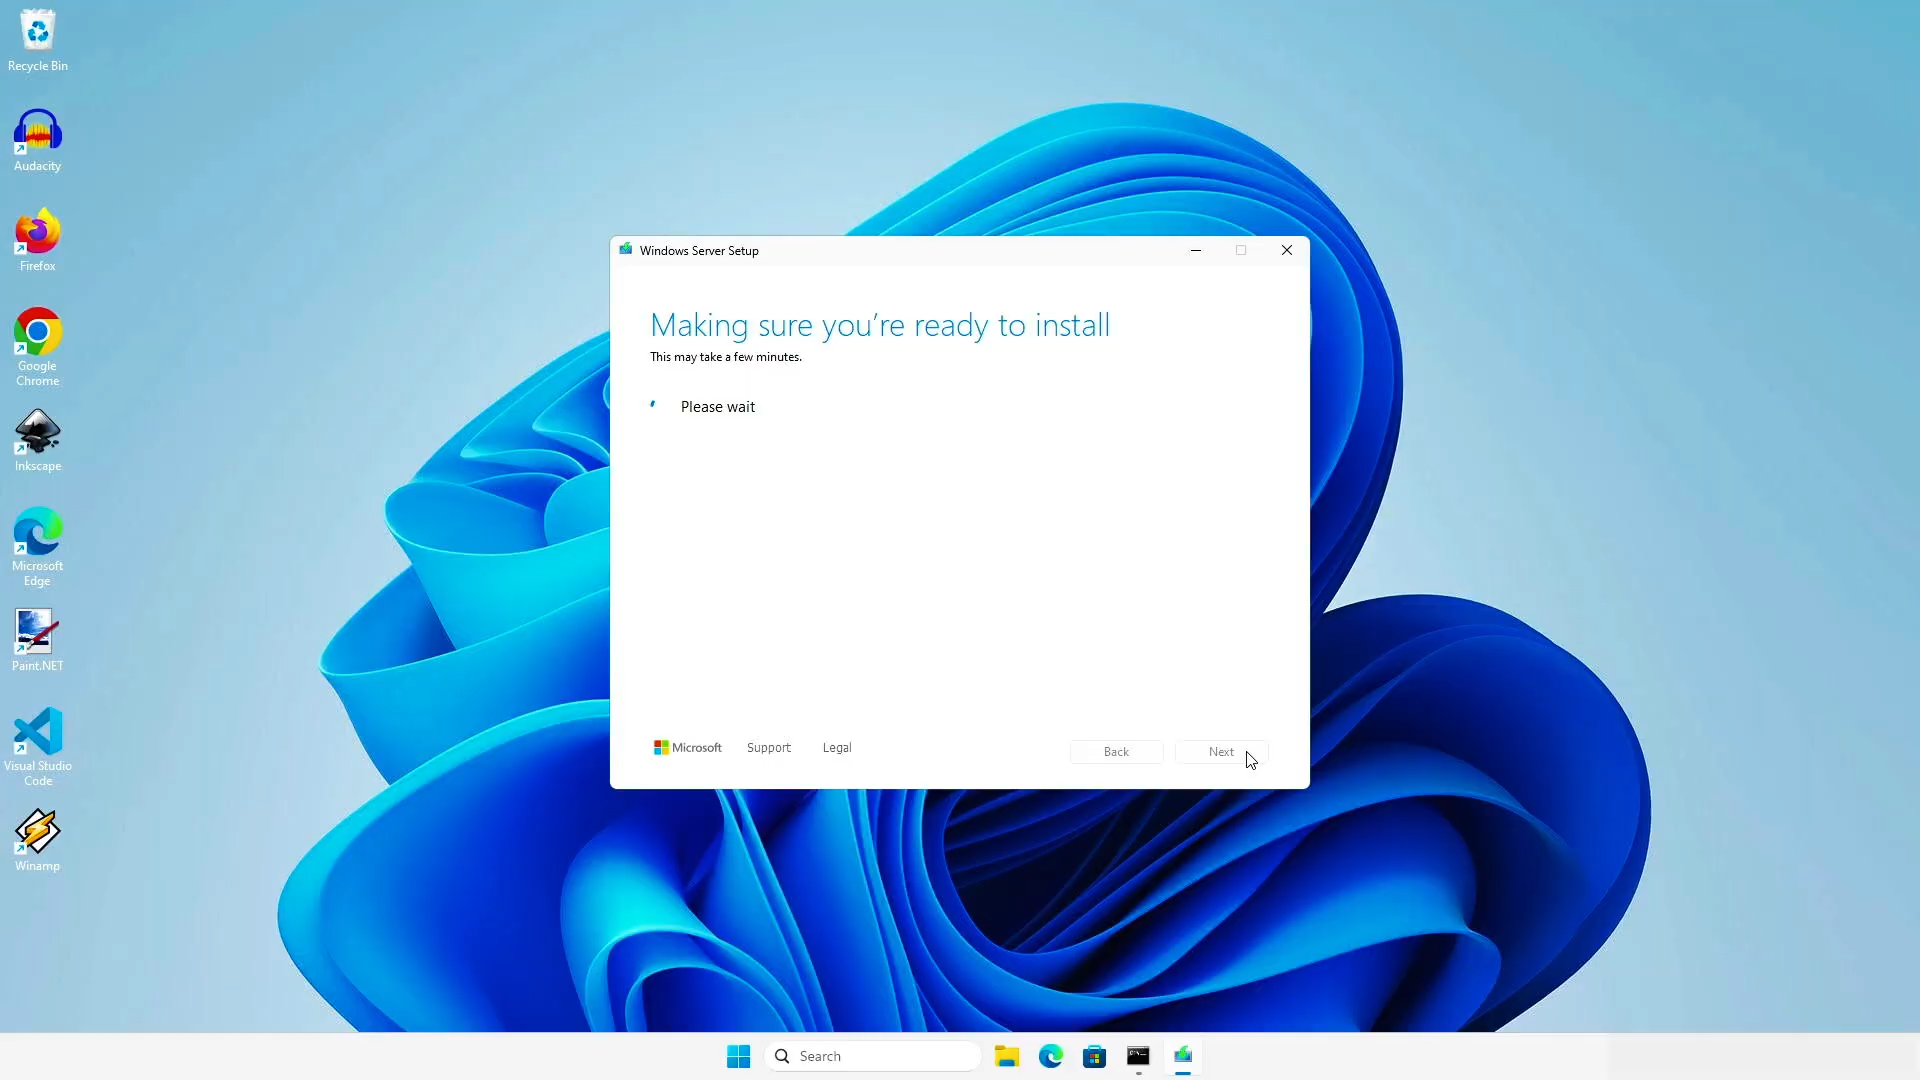 Recycle Bin
Audacity
Firefox
Google
Chrome
Inkscape
Microsoft
Edge
Paint.NET
Visual Studio
Code
Winamp
Windows Server Setup
Making sure you’re ready to install
This may take a few minutes.
Please wait
Microsoft Support Legal Back Next
Search